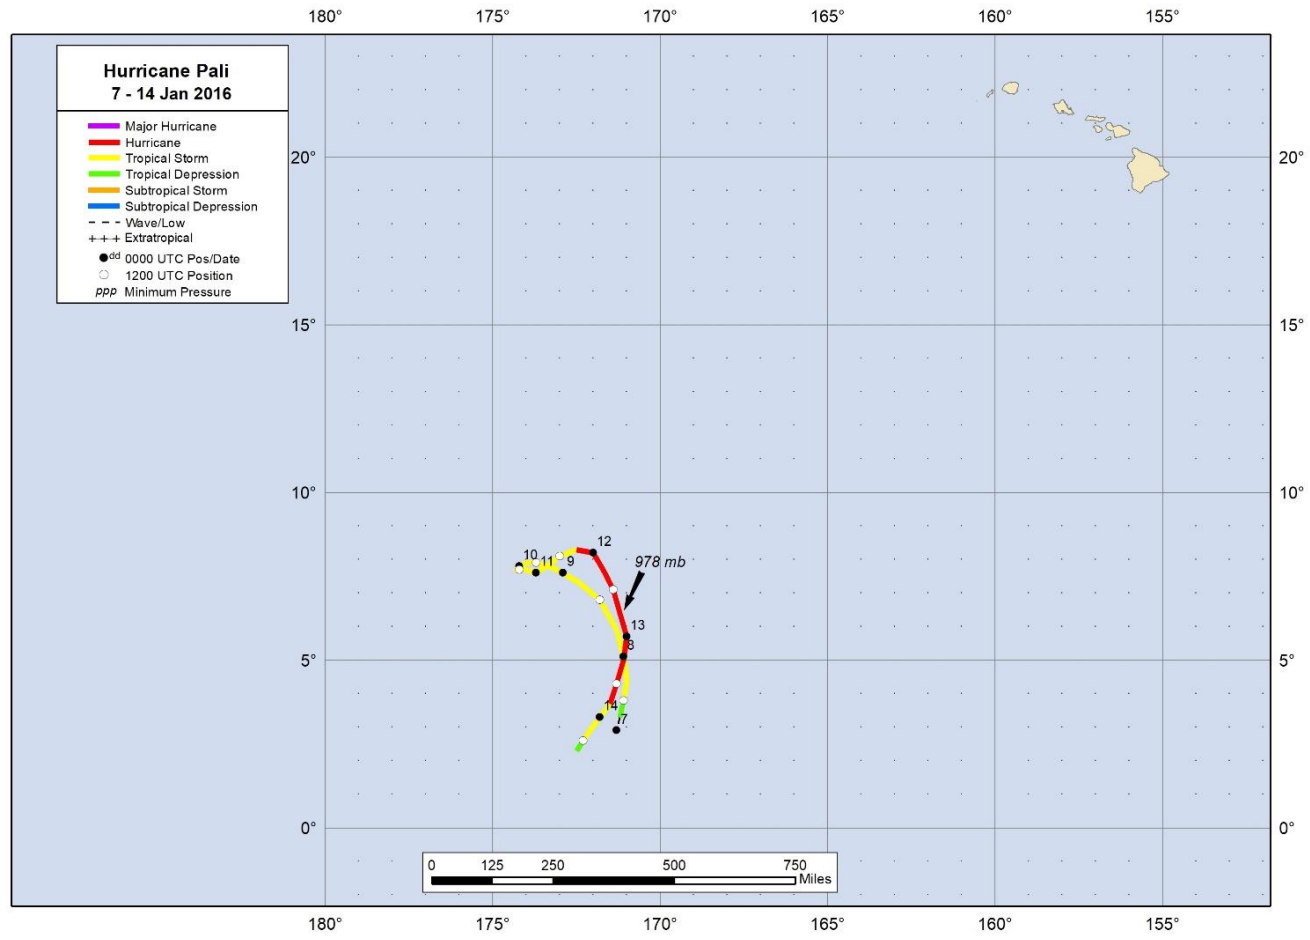 180° 175° 170° 165° 160° 155°
Hurricane Pali
7 - 14 Jan 2016
Major Hurricane
Hurricane
Tropical Storm
Tropical Depression
Subtropical Storm
Subtropical Depression
Wave/Low
Extratropical
dd 0000 UTC Pos/Date
1200 UTC Position
ppp Minimum Pressure
20° 20°
15° 15°
10° 10°
12
10 11 9
978 mb
13
8
5° 5°
14
7
0° 0°
0 125 250 500 750
Miles
180° 175° 170° 165° 160° 155°